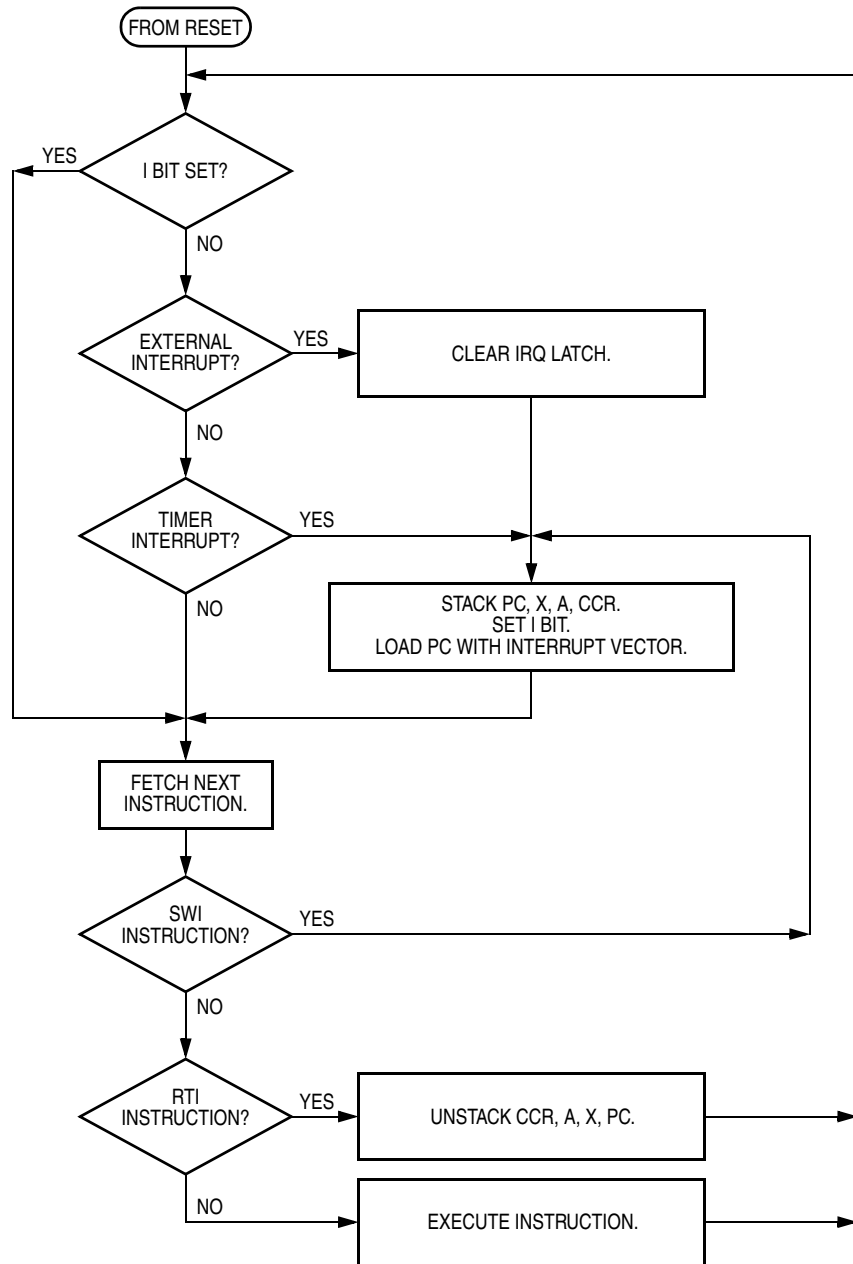 FROM RESET
I BIT SET?
YES
NO
EXTERNAL
INTERRUPT?
YES
CLEAR IRQ LATCH.
NO
TIMER
INTERRUPT?
YES
NO
STACK PC, X, A, CCR.
SET I BIT.
LOAD PC WITH INTERRUPT VECTOR.
FETCH NEXT
INSTRUCTION.
SWI
INSTRUCTION?
YES
NO
RTI
INSTRUCTION?
YES
UNSTACK CCR, A, X, PC.
NO
EXECUTE INSTRUCTION.